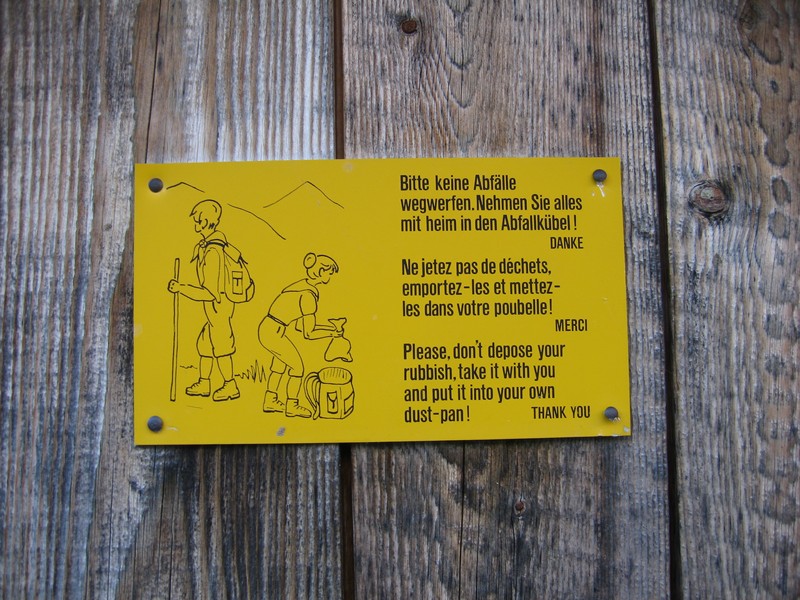 Bitte keine Abfälle
wegwerfen. Nehmen Sie alles
mit heim in den Abfallkübel!
DANKE
Ne jetez pas de déchets,
emportez-les et mettez-
les dans votre poubelle!
MERCI
Please, don't depose your
rubbish, take it with you
and put it into your own
dust-pan! THANK YOU